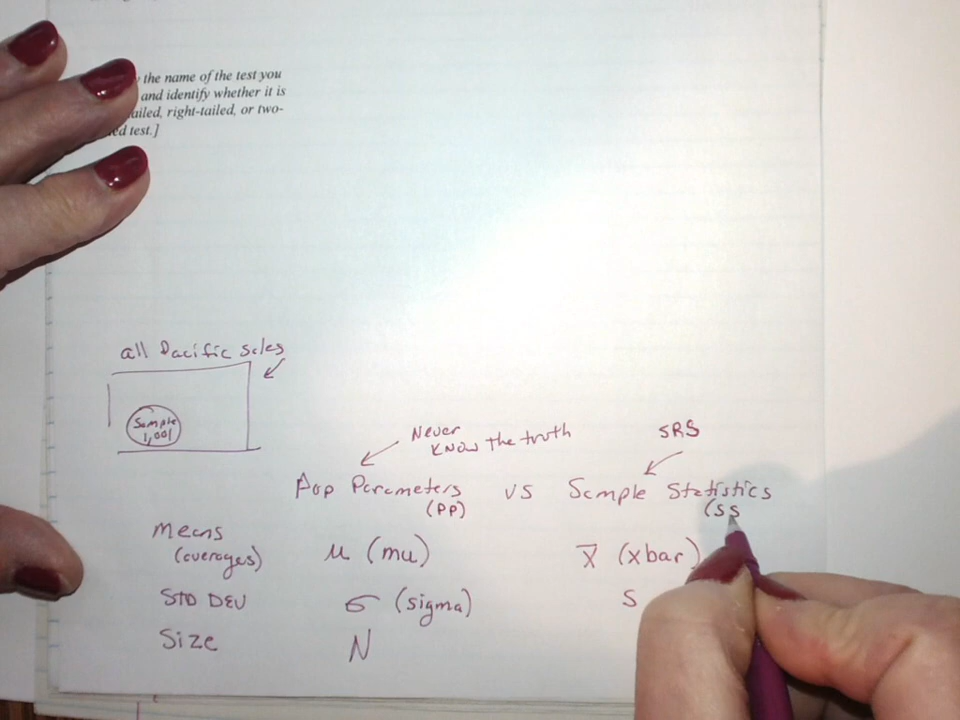 the name of the test you
and identify whether it is
ailed, right-tailed, or two-
ed test.]
all Pacific Sales
Sample
1,001
Never
Know the truth
SRS
Pop Parameters vs Sample Statistics
(PP) (SS
Means
(averages) μ (mu) x̄ (xbar)
STD DEV σ (sigma) S
Size N